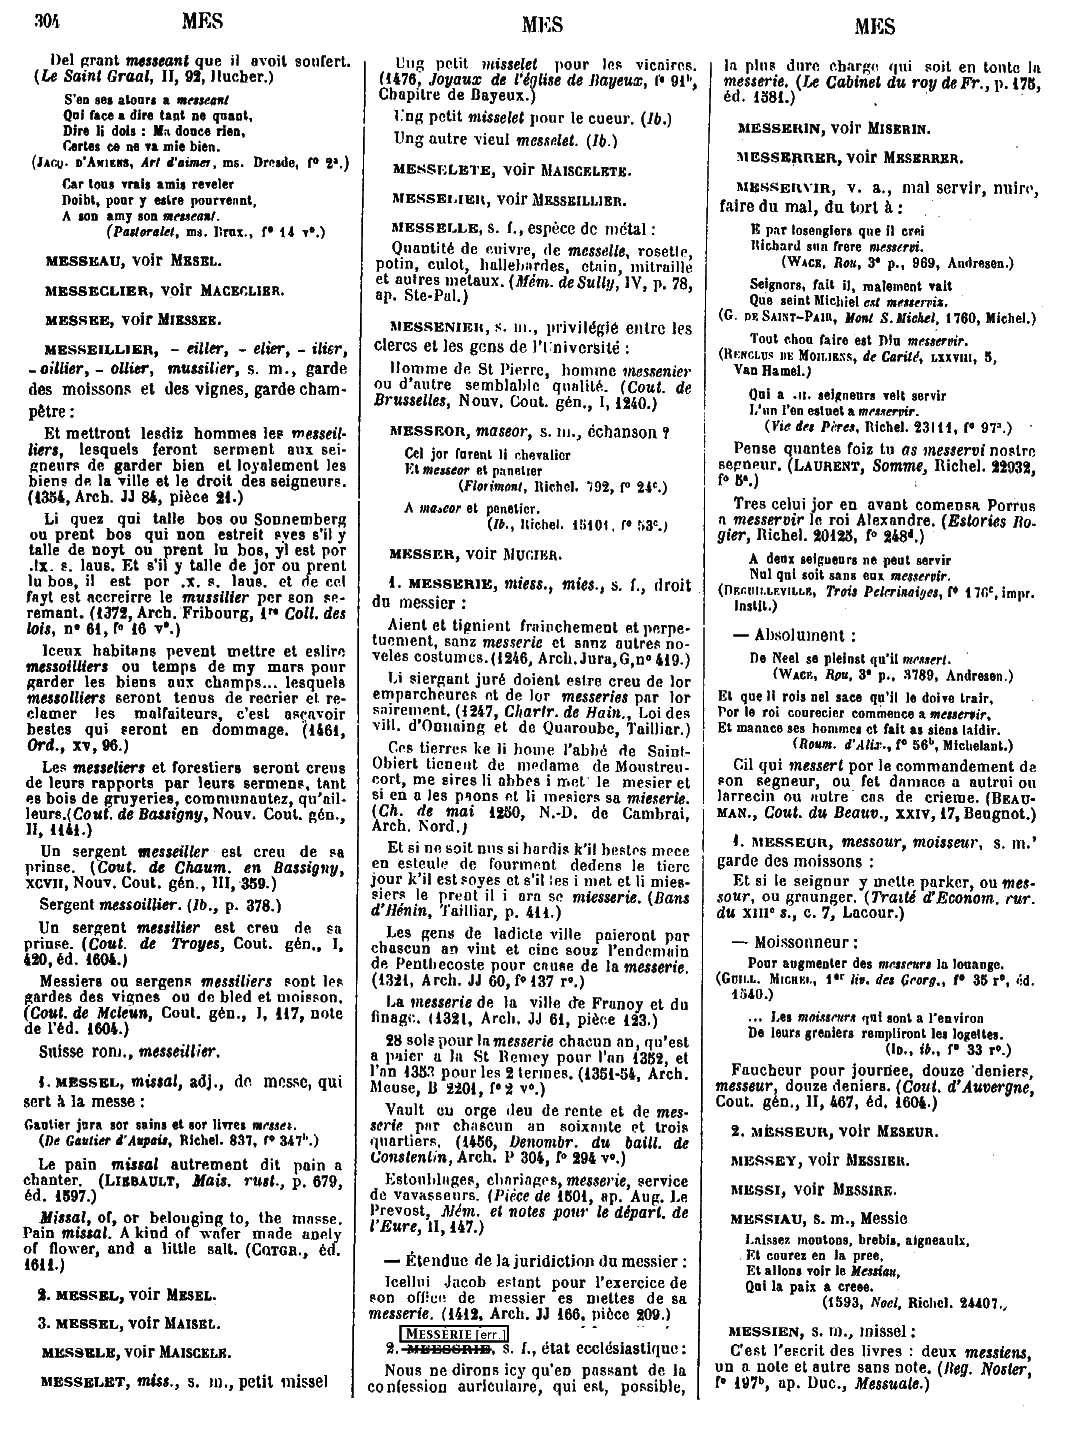 304 MES MES MES
Del grant messeant que il avoit soufert.
(Le Saint Graal, II, 92, Hucher.)
S'en ses atours a messeant
Qui face a dire tant ne quant,
Dire li dois : Ma douce rien,
Certes ce ne va mie bien.
(JACQ. D'AMIENS, Art d'aimer, ms. Dresde, f° 2ª.)
Car tous vrais amis reveler
Doibt, pour y estre pourveant,
A son amy son messeant.
(Pastoralet, ms. Brux., f° 14 v°.)
MESSEAU, voir MESEL.
MESSECLIER, voir MACECLIER.
MESSEE, voir MIESSEE.
MESSEILLIER, - eiller, - elier, - ilier,
- oillier, - ollier, mussilier, s. m., garde
des moissons et des vignes, garde cham-
pêtre :
Et mettront lesdiz hommes les messeil-
liers, lesquels feront serment aux sei-
gneurs de garder bien et loyalement les
biens de la ville et le droit des seigneurs.
(1354, Arch. JJ 84, pièce 21.)
Li quez qui talle bos ou Sonnemberg
ou prent bos qui non estreit syes s'il y
talle de noyt ou prent lu bos, yl est por
.lx. s. laus. Et s'il y talle de jor ou prent
lu bos, il est por .x. s. laus. et de cel
fayt est accreirre le mussilier per son se-
remant. (1372, Arch. Fribourg, 1re Coll. des
lois, n° 61, f° 16 v°.)
Iceux habitans pevent mettre et eslire
messoilliers ou temps de my mars pour
garder les biens aux champs... lesquels
messolliers seront tenus de recrier et re-
clamer les malfaiteurs, c'est asçavoir
bestes qui seront en dommage. (1461,
Ord., XV, 96.)
Les messeliers et forestiers seront creus
de leurs rapports par leurs sermens, tant
es bois de gruyeries, communautez, qu'ail-
leurs.(Cout. de Bassigny, Nouv. Cout. gén.,
II, 1141.)
Un sergent messeiller est creu de sa
prinse. (Cout. de Chaum. en Bassigny,
XCVII, Nouv. Cout. gén., III, 359.)
Sergent messoillier. (Ib., p. 378.)
Un sergent messilier est creu de sa
prinse. (Cout. de Troyes, Cout. gén., I,
420, éd. 1604.)
Messiers ou sergens messiliers sont les
gardes des vignes ou de bled et moisson.
(Cout. de Meleun, Cout. gén., I, 117, note
de l'éd. 1604.)
Suisse rom., messeillier.
1. MESSEL, missal, adj., de messe, qui
sert à la messe :
Gautier jura sor sains et sor livres messes.
(De Gautier d'Aupais, Richel. 837, f° 347b.)
Le pain missal autrement dit pain a
chanter. (LIEBAULT, Mais. rust., p. 679,
éd. 1597.)
Missal, of, or belonging to, the masse.
Pain missal. A kind of wafer made onely
of flower, and a little salt. (COTGR., éd.
1611.)
2. MESSEL, voir MESEL.
3. MESSEL, voir MAISEL.
MESSELE, voir MAISCELE.
MESSELET, miss., s. m., petit missel
Ung petit misselet pour les vicaires.
(1476, Joyaux de l'église de Bayeux, f° 91b,
Chapitre de Bayeux.)
Ung petit misselet pour le cueur. (Ib.)
Ung autre vieul messelet. (Ib.)
MESSELETE, voir MAISCELETE.
MESSELIER, voir MESSEILLIER.
MESSELLE, s. f., espèce de métal :
Quantité de cuivre, de messelle, rosette,
potin, culot, hallebardes, etain, mitraille
et autres metaux. (Mém. de Sully, IV, p. 78,
ap. Ste-Pal.)
MESSENIER, s. m., privilégié entre les
clercs et les gens de l'Université :
Homme de St Pierre, homme messenier
ou d'autre semblable qualité. (Cout. de
Brusselles, Nouv. Cout. gén., I, 1240.)
MESSEOR, maseor, s. m., échanson ?
Cel jor furent li chevalier
Et messeor et panetier
(Florimont, Richel. 792, f° 24c.)
A maseor et penetier.
(Ib., Richel. 15101, f° 53c.)
MESSER, voir MUCIER.
1. MESSERIE, miess., mies., s. f., droit
du messier :
Aient et tignient frainchement et perpe-
tuement, sanz messerie et sanz autres no-
veles costumes.(1246, Arch. Jura, G, n° 419.)
Li siergant juré doient estre creu de lor
emparcheures et de lor messeries par lor
sairement. (1247, Chartr. de Hain., Loi des
vill. d'Onnaing et de Quaroube, Tailliar.)
Ces tierres ke li home l'abbé de Saint-
Obiert tienent de medame de Moustreu-
cort, me sires li abbes i met le mesier et
si en a les paons et li mesiers sa mieserie.
(Ch. de mai 1250, N.-D. de Cambrai,
Arch. Nord.)
Et si ne soit nus si hardis k'il bestes mece
en esteule de fourment dedens le tierc
jour k'il est soyes et s'il les i met et li mies-
siers le prent il i ara se miesserie. (Bans
d'Hénin, Tailliar, p. 411.)
Les gens de ladicte ville paieront par
chascun an vint et cinc souz l'endemain
de Penthecoste pour cause de la messerie.
(1321, Arch. JJ 60, f° 137 r°.)
La messerie de la ville de Franoy et du
finage. (1321, Arch. JJ 61, pièce 123.)
28 sols pour la messerie chacun an, qu'est
a paier a la St Remey pour l'an 1352, et
l'an 1353 pour les 2 termes. (1351-54, Arch.
Meuse, B 2201, f° 2 v°.)
Vault en orge deu de rente et de mes-
serie par chascun an soixante et trois
quartiers. (1456, Denombr. du baill. de
Constentin, Arch. P 304, f° 294 v°.)
Estoublages, chariages, messerie, service
de vavasseurs. (Pièce de 1501, ap. Aug. Le
Prevost, Mém. et notes pour le départ. de
l'Eure, II, 147.)
— Étendue de la juridiction du messier :
Icellui Jacob estant pour l'exercice de
son office de messier es mettes de sa
messerie. (1412, Arch. JJ 166, pièce 209.)
MESSERIE [err.]
2. MEESSRIE, s. f., état ecclésiastique :
Nous ne dirons icy qu'en passant de la
confession auriculaire, qui est, possible,
la plus dure charge qui soit en toute la
messerie. (Le Cabinet du roy de Fr., p. 175,
éd. 1581.)
MESSERIN, voir MISERIN.
MESSERRER, voir MESERRER.
MESSERVIR, v. a., mal servir, nuire,
faire du mal, du tort à :
E par losengiers que il crei
Richard sun frere messervi.
(WACE, Rou, 3e p., 969, Andresen.)
Seignors, fait il, malement vait
Que seint Michiel est messerviz.
(G. DE SAINT-PAIR, Mont S. Michel, 1760, Michel.)
Tout chou faire est Diu messervir.
(RENCLUS DE MOILIENS, de Carité, LXXVIII, 5,
Van Hamel.)
Qui a .II. seigneurs velt servir
L'un l'en estuet a messervir.
(Vie des Pères, Richel. 23111, f° 97ª.)
Pense quantes foiz tu as messervi nostre
segneur. (LAURENT, Somme, Richel. 22932,
f° 5ª.)
Tres celui jor en avant comensa Porrus
a messervir le roi Alexandre. (Estories Ro-
gier, Richel. 20125, f° 248d.)
A deux seigneurs ne peut servir
Nul qui soit sans eux messervir.
(DEGUILLEVILLE, Trois Pelerinaiges, f° 176c, impr.
Instit.)
— Absolument :
De Neel se pleinst qu'il messert.
(WACE, Rou, 3e p., 3789, Andresen.)
Et que li rois nel sace qu'il le doive traïr,
Por le roi courecier commence a messervir,
Et manace ses hommes et fait as siens laidir.
(Roum. d'Alix., f° 56b, Michelant.)
Cil qui messert por le commandement de
son segneur, ou fet damace a autrui ou
larrecin ou autre cas de crieme. (BEAU-
MAN., Cout. du Beauv., XXIV, 17, Beugnot.)
1. MESSEUR, messour, moisseur, s. m.
garde des moissons :
Et si le seignur y mette parker, ou mes-
sour, ou graunger. (Traité d'Econom. rur.
du XIIIe s., c. 7, Lacour.)
— Moissonneur :
Pour augmenter des messeurs la louange.
(GUILL. MICHEL, 1er liv. des Georg., f° 35 r°, éd.
1540.)
... Les moisseurs qui sont a l'environ
De leurs greniers rempliront les logettes.
(ID., ib., f° 33 r°.)
Faucheur pour journee, douze deniers,
messeur, douze deniers. (Cout. d'Auvergne,
Cout. gén., II, 467, éd. 1604.)
2. MESSEUR, voir MESEUR.
MESSEY, voir MESSIER.
MESSI, voir MESSIRE.
MESSIAU, s. m., Messie
Laissez moutons, brebis, aigneaulx,
Et courez en la pree,
Et allons voir le Messiau,
Qui la paix a creee.
(1593, Noel, Richel. 24407.,
MESSIEN, s. m., missel :
C'est l'escrit des livres : deux messiens,
un a note et autre sans note. (Reg. Noster,
f° 197b, ap. Duc., Messuale.)